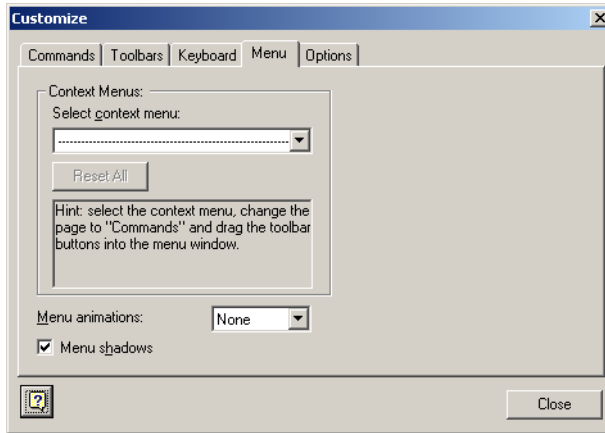 Customize
Commands Toolbars Keyboard Menu Options
Context Menus:
Select context menu:
--------------------------------------------------------
Reset All
Hint: select the context menu, change the
page to "Commands" and drag the toolbar
buttons into the menu window.
Menu animations: None
Menu shadows
Close